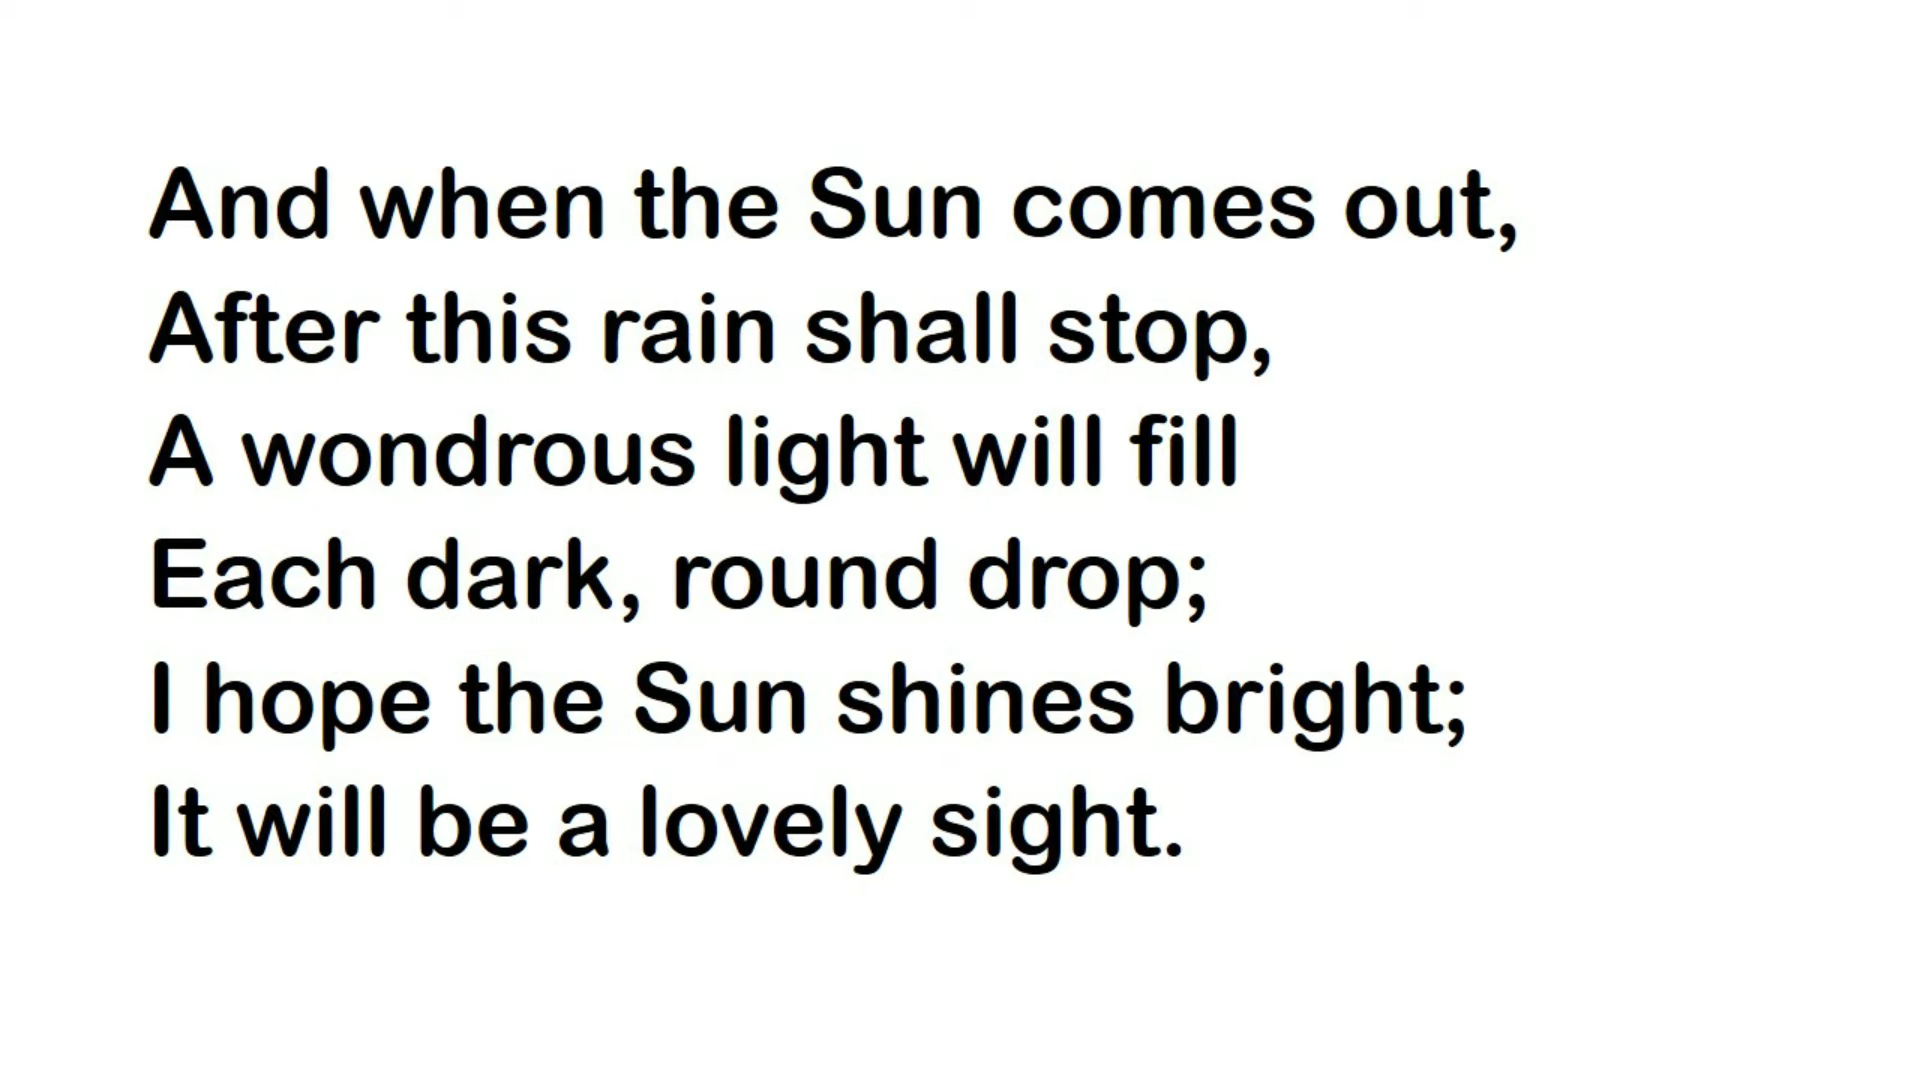 And when the Sun comes out,
After this rain shall stop,
A wondrous light will fill
Each dark, round drop;
I hope the Sun shines bright;
It will be a lovely sight.